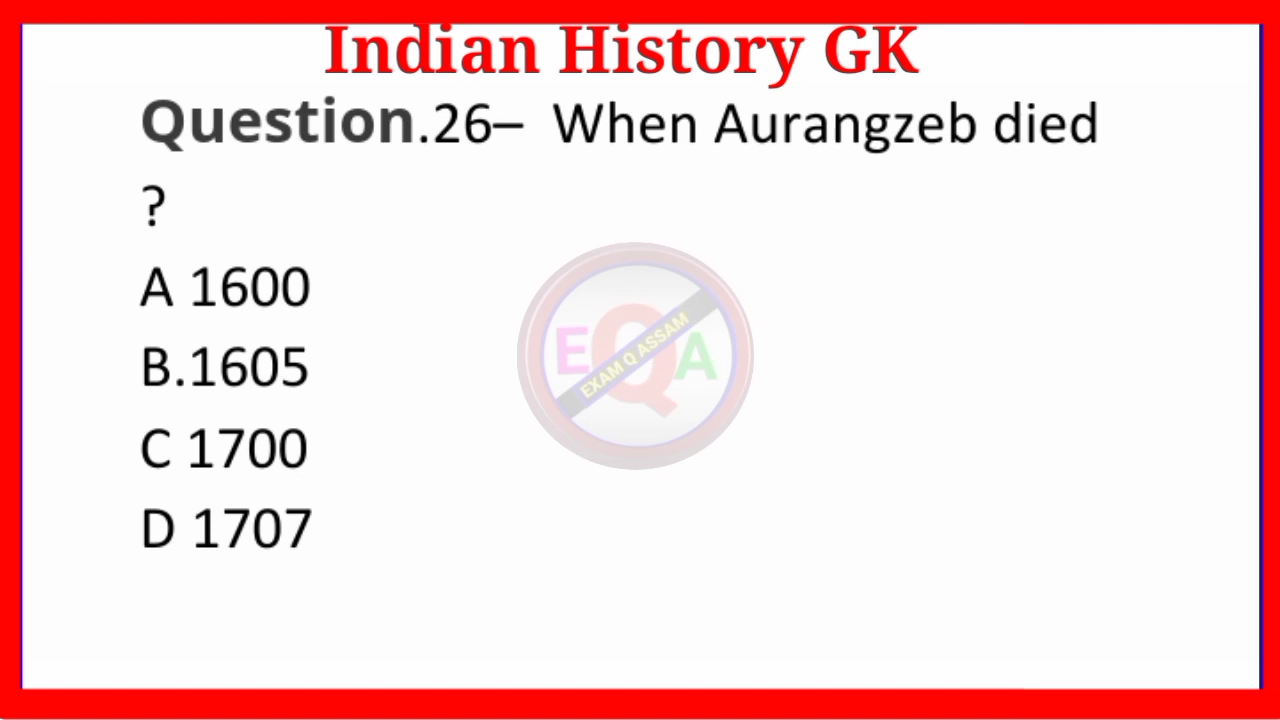 Indian History GK
Question.26– When Aurangzeb died
?
A 1600
B.1605
EQA
EXAM Q ASSAM
C 1700
D 1707